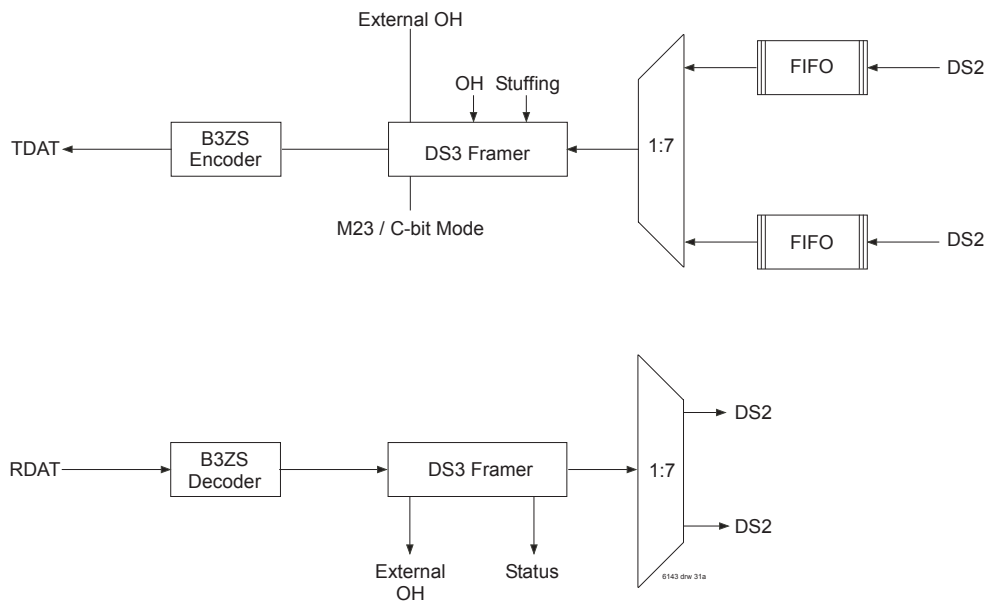 External OH
FIFO
DS2
OH Stuffing
B3ZS
Encoder
TDAT
DS3 Framer
1:7
M23 / C-bit Mode
FIFO
DS2
DS2
RDAT
B3ZS
Decoder
DS3 Framer
1:7
DS2
External
OH
Status
6143 drw 31a